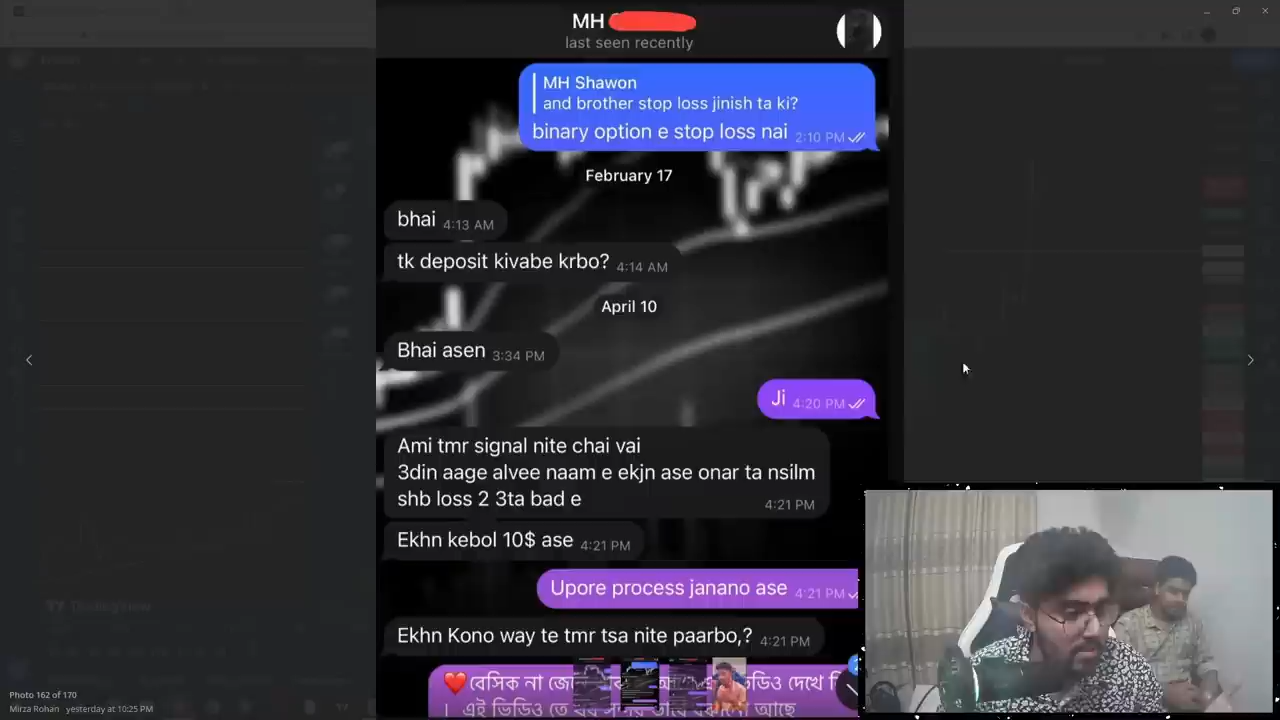 MH
last seen recently
MH Shawon
and brother stop loss jinish ta ki?
binary option e stop loss nai 2:10 PM
February 17
bhai 4:13 AM
tk deposit kivabe krbo? 4:14 AM
April 10
Bhai asen 3:34 PM
Ji 4:20 PM
Ami tmr signal nite chai vai
3din aage alvee naam e ekjn ase onar ta nsilm
shb loss 2 3ta bad e 4:21 PM
Ekhn kebol 10$ ase 4:21 PM
Upore process janano ase 4:21 PM
Ekhn Kono way te tmr tsa nite paarbo,? 4:21 PM
❤️বেসিক না দেখে
এই ভিডিও তে আছে
Photo 162 of 170
Mirza Rohan yesterday at 10:25 PM
TradingView